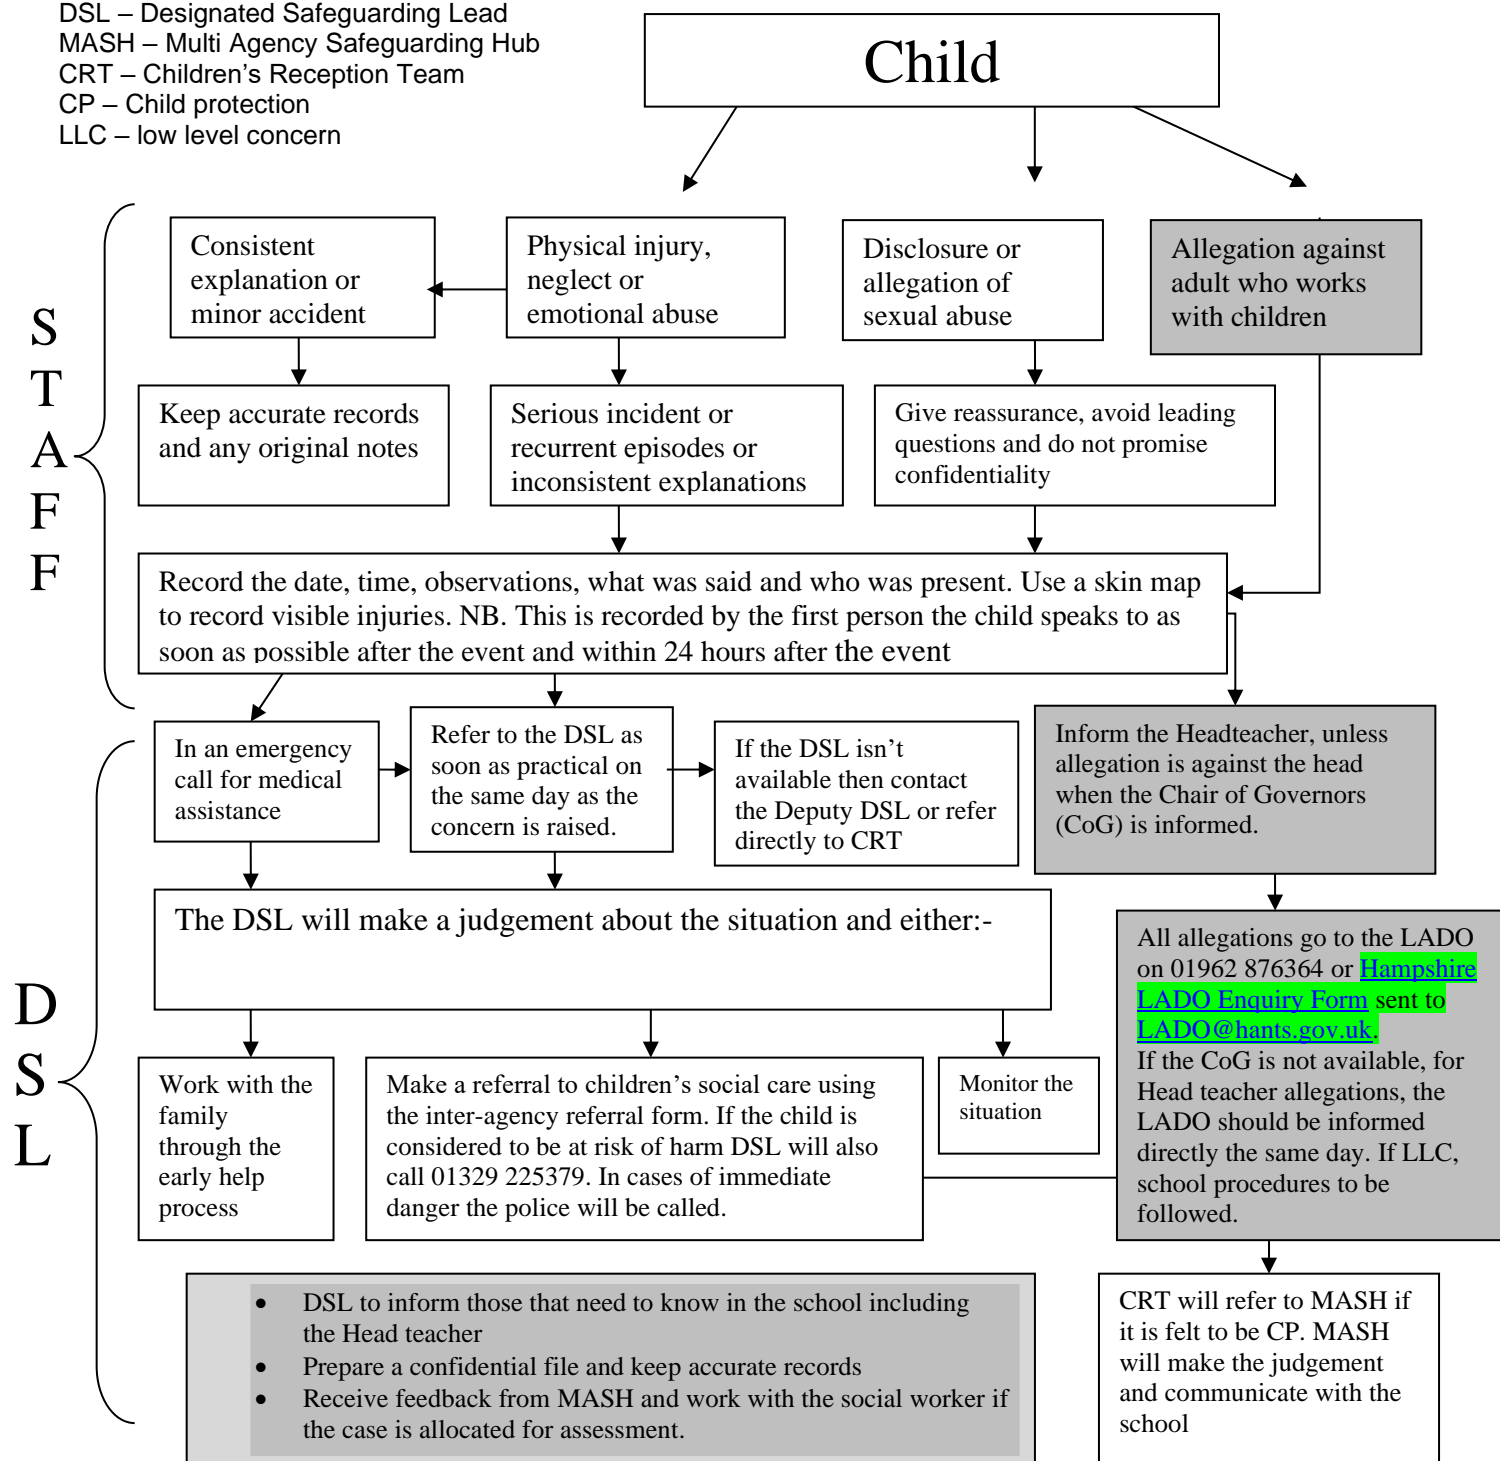 DSL – Designated Safeguarding Lead
MASH – Multi Agency Safeguarding Hub
CRT – Children's Reception Team
CP – Child protection
LLC – low level concern
Child
STAFF
Consistent
explanation or
minor accident
Physical injury,
neglect or
emotional abuse
Disclosure or
allegation of
sexual abuse
Allegation against
adult who works
with children
Keep accurate records
and any original notes
Serious incident or
recurrent episodes or
inconsistent explanations
Give reassurance, avoid leading
questions and do not promise
confidentiality
Record the date, time, observations, what was said and who was present. Use a skin map
to record visible injuries. NB. This is recorded by the first person the child speaks to as
soon as possible after the event and within 24 hours after the event
DSL
In an emergency
call for medical
assistance
Refer to the DSL as
soon as practical on
the same day as the
concern is raised.
If the DSL isn't
available then contact
the Deputy DSL or refer
directly to CRT
Inform the Headteacher, unless
allegation is against the head
when the Chair of Governors
(CoG) is informed.
The DSL will make a judgement about the situation and either:-
All allegations go to the LADO
on 01962 876364 or Hampshire
LADO Enquiry Form sent to
LADO@hants.gov.uk.
If the CoG is not available, for
Head teacher allegations, the
LADO should be informed
directly the same day. If LLC,
school procedures to be
followed.
Work with the
family
through the
early help
process
Make a referral to children's social care using
the inter-agency referral form. If the child is
considered to be at risk of harm DSL will also
call 01329 225379. In cases of immediate
danger the police will be called.
Monitor the
situation
• DSL to inform those that need to know in the school including
the Head teacher
• Prepare a confidential file and keep accurate records
• Receive feedback from MASH and work with the social worker if
the case is allocated for assessment.
CRT will refer to MASH if
it is felt to be CP. MASH
will make the judgement
and communicate with the
school